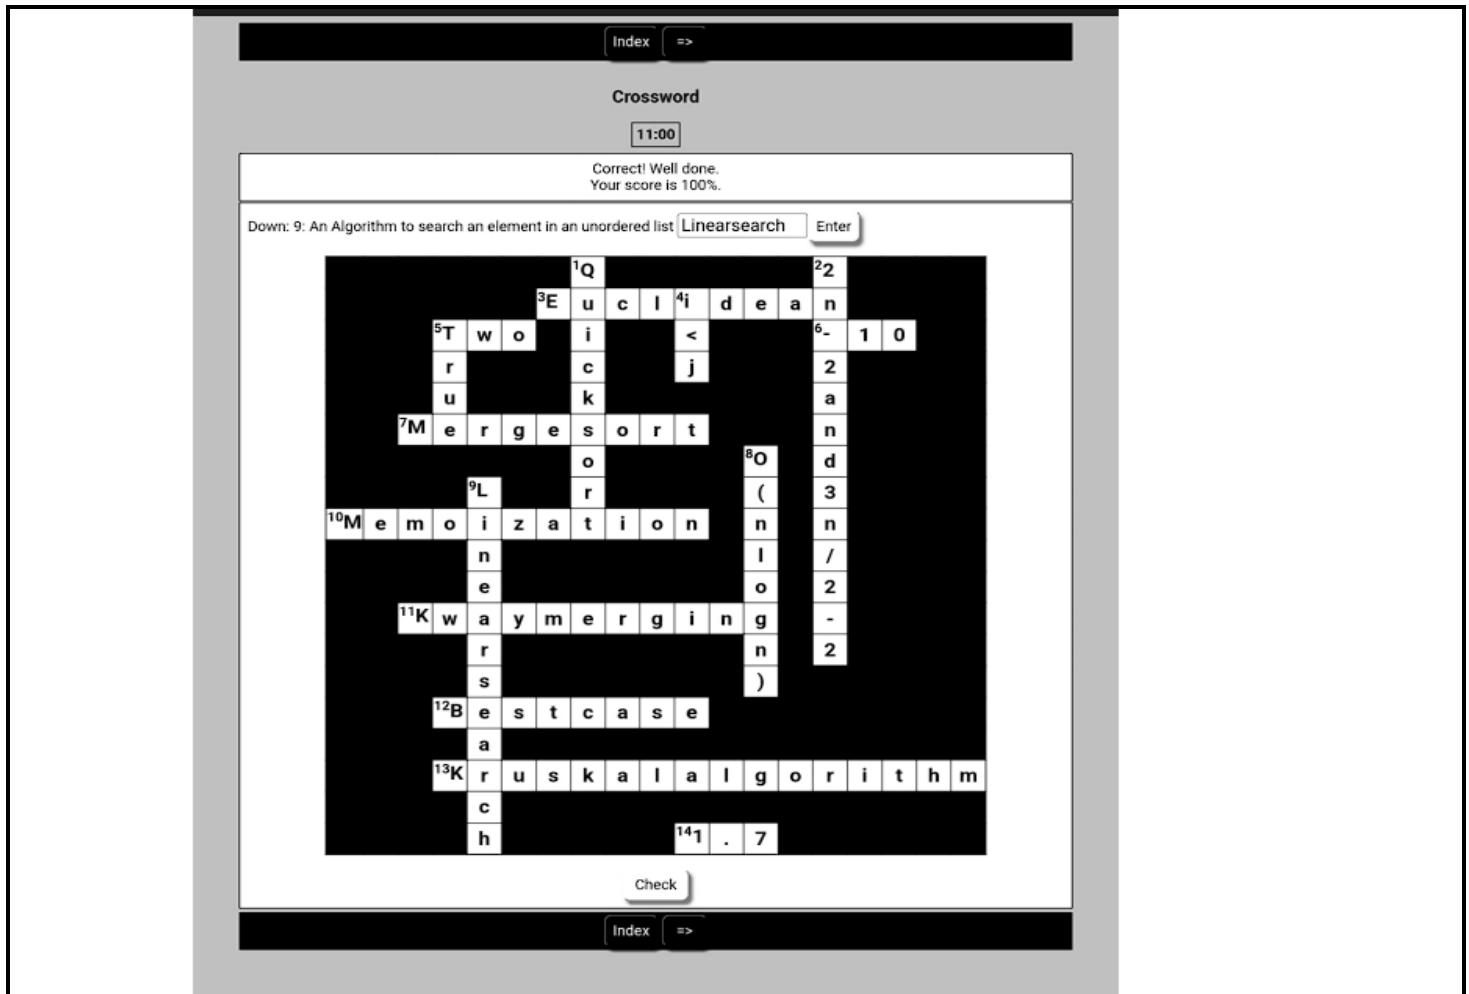 Index =>
Crossword
11:00
Correct! Well done.
Your score is 100%.
Down: 9: An Algorithm to search an element in an unordered list Linearsearch Enter
1Q 22
3E u c l 4i d e a n
5T w o i < 6- 1 0
r c j 2
u k a
7M e r g e s o r t n
o 8O d
9L r ( 3
10M e m o i z a t i o n n n
n l /
e o 2
11K w a y m e r g i n g -
r n 2
s )
12B e s t c a s e
a
13K r u s k a l a l g o r i t h m
c
h 141 . 7
Check
Index =>